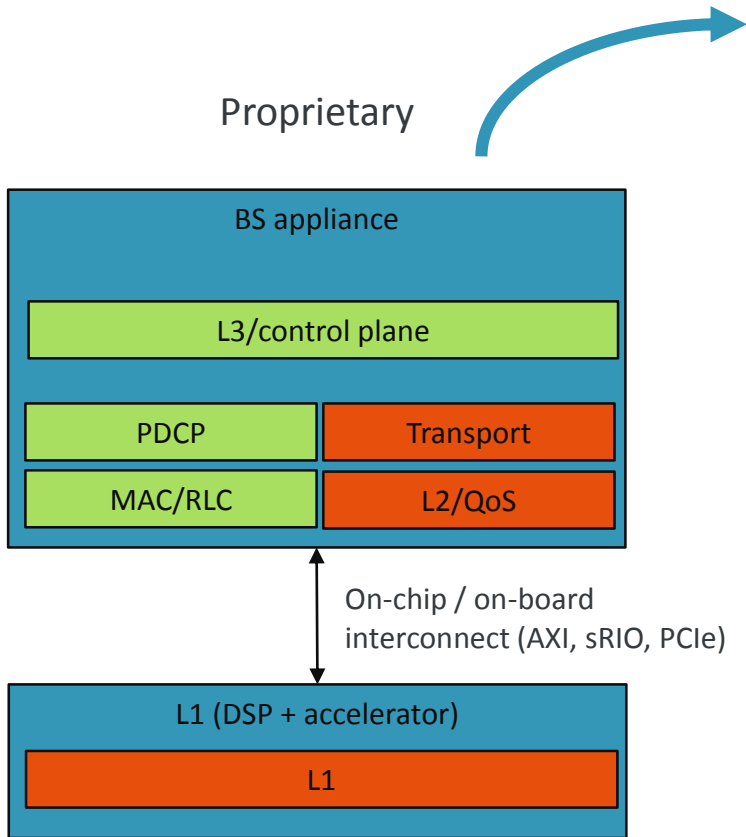 Proprietary
BS appliance
L3/control plane
PDCP
Transport
MAC/RLC
L2/QoS
On-chip / on-board
interconnect (AXI, sRIO, PCIe)
L1 (DSP + accelerator)
L1